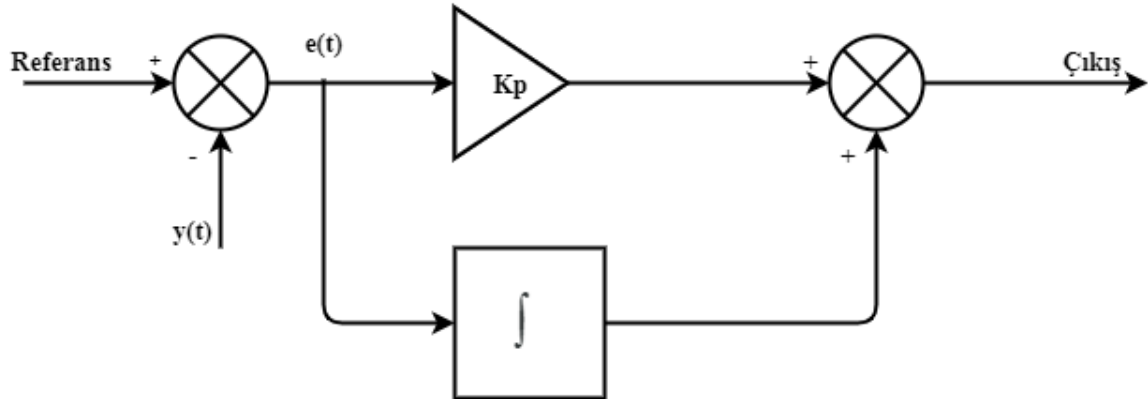 Referans
+
e(t)
Kp
+
Çıkış
-
y(t)
+
∫